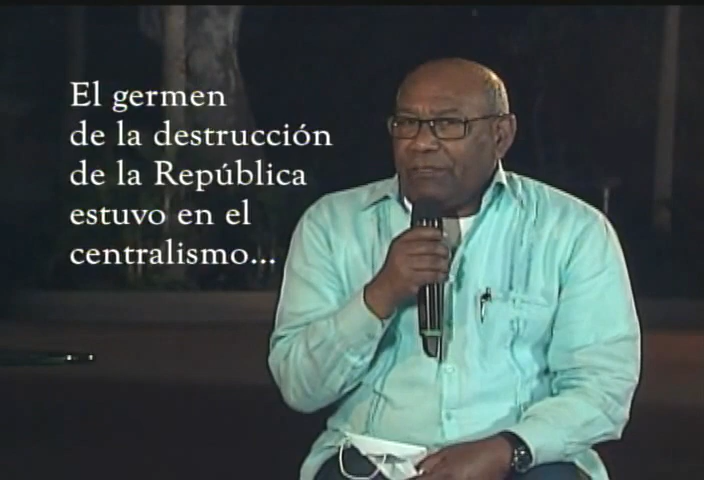 El germen
de la destrucción
de la República
estuvo en el
centralismo...